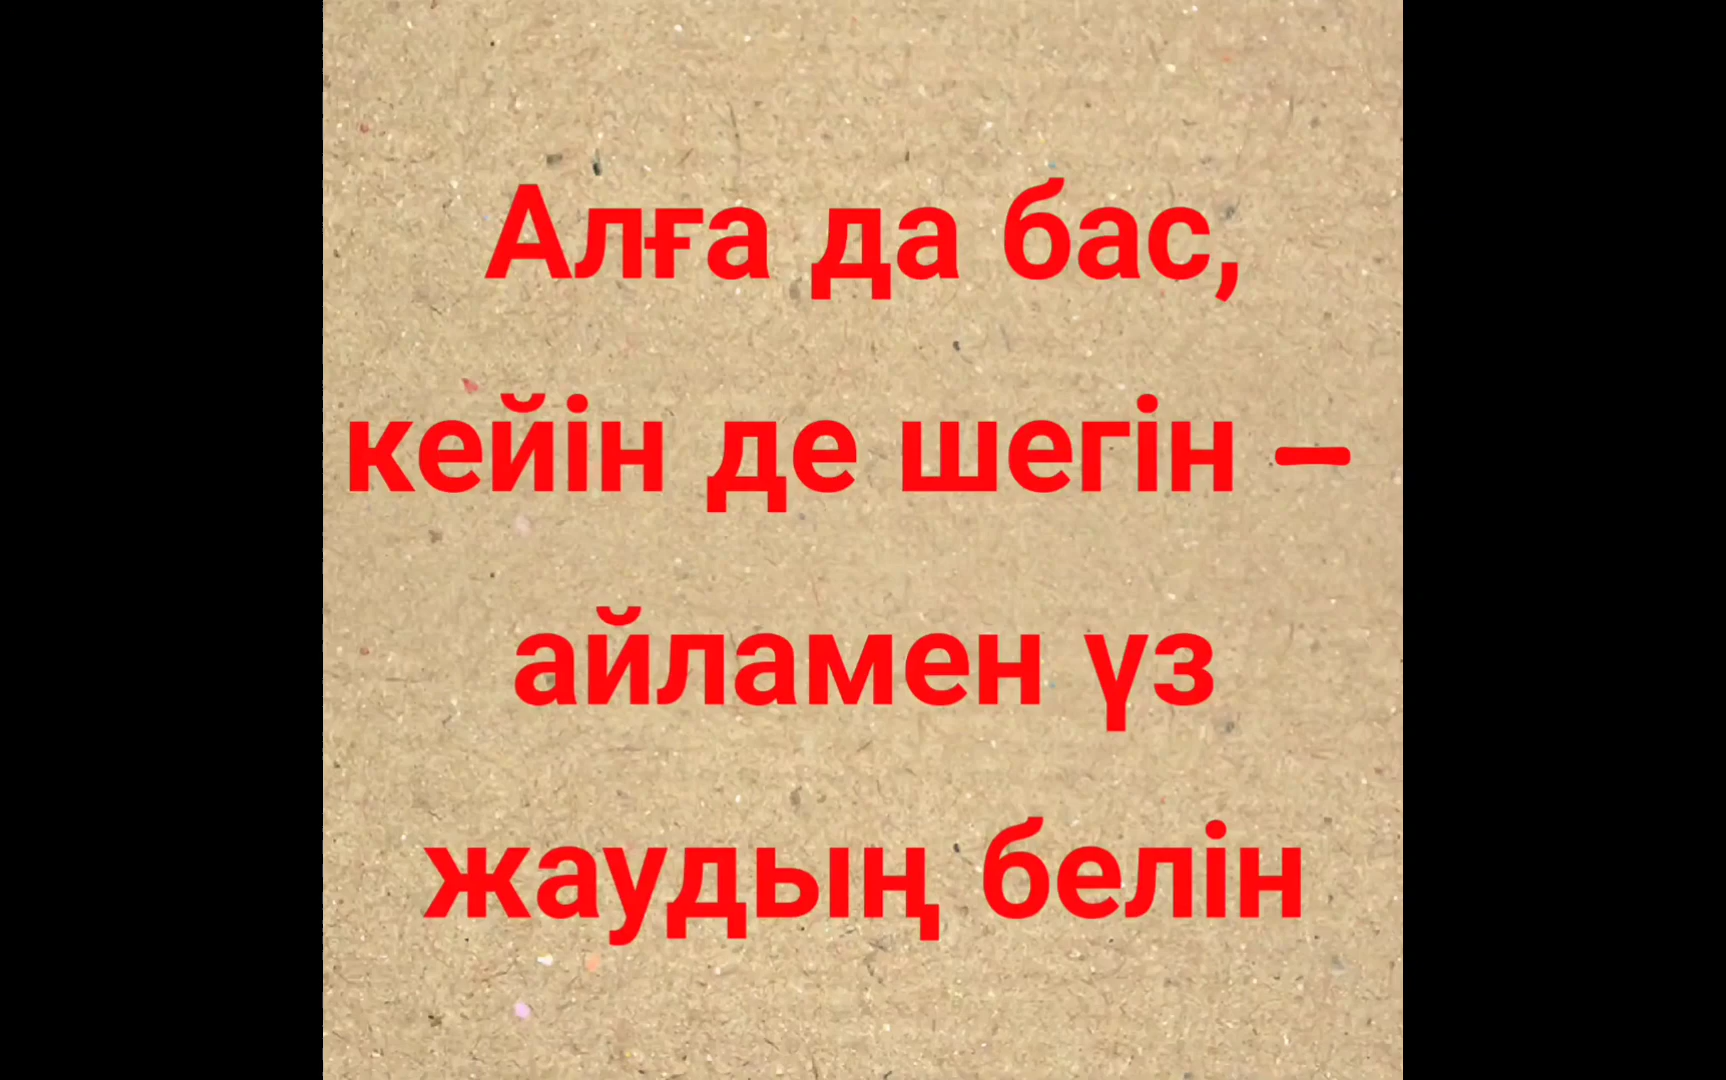 Алға да бас,
кейін де шегін –
айламен үз
жаудың белін